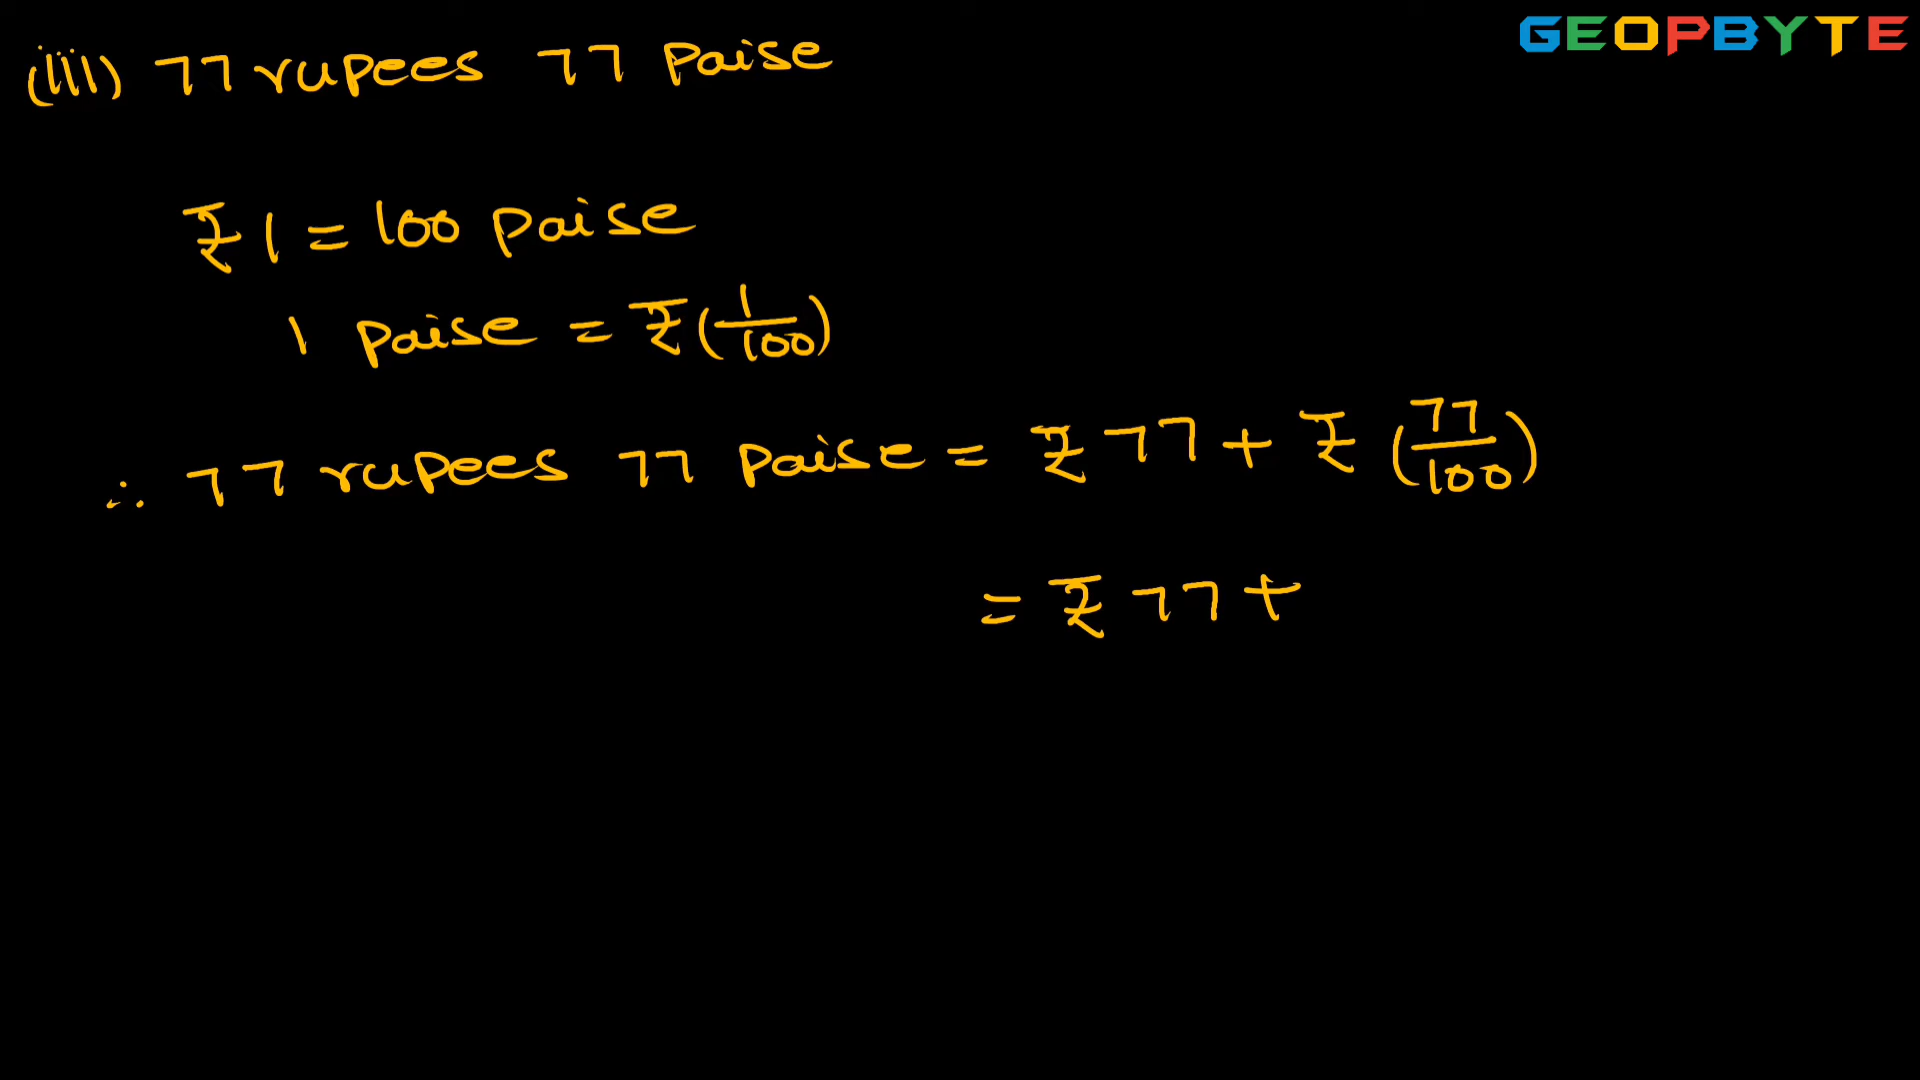 GEOPBYTE
(iii) 77 rupees 77 paise
₹ 1 = 100 paise
1 paise = ₹ (1/100)
∴ 77 rupees 77 paise = ₹ 77 + ₹ (77/100)
= ₹ 77 +